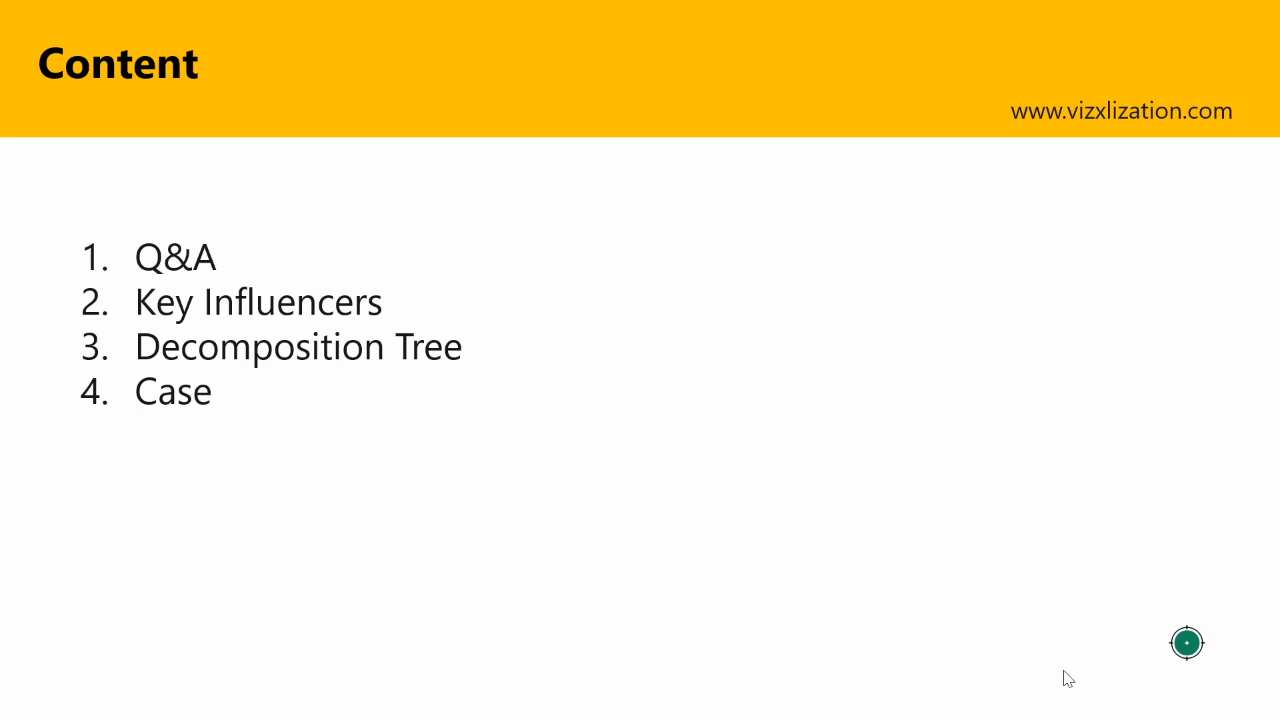 Content
www.vizxlization.com
1. Q&A
2. Key Influencers
3. Decomposition Tree
4. Case